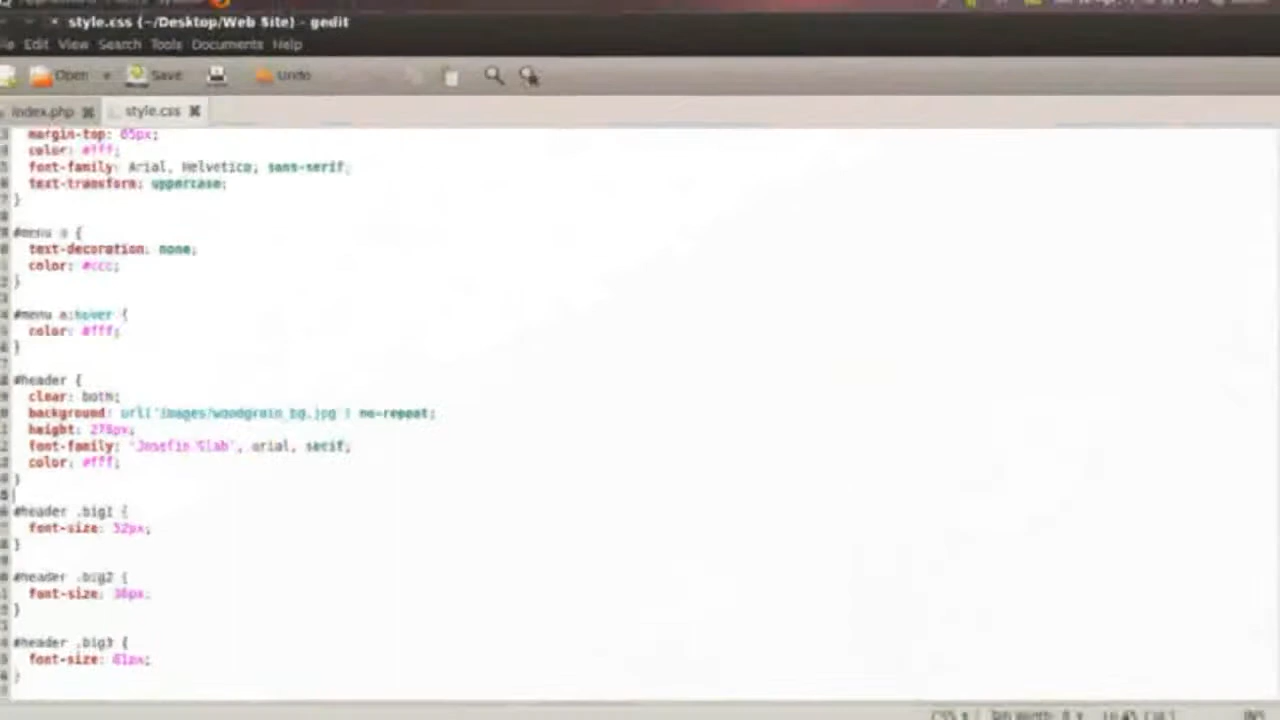 style.css (~/Desktop/Web Site) - gedit
Edit View Search Tools Documents Help
Open Save Undo
index.php style.css
margin-top: 65px;
color: #fff;
font-family: Arial, Helvetica, sans-serif;
text-transform: uppercase;
}
#menu a {
text-decoration: none;
color: #ccc;
}
#menu a:hover {
color: #fff;
}
#header {
clear: both;
background: url('images/woodgrain_bg.jpg') no-repeat;
height: 278px;
font-family: 'Josefin Slab', arial, serif;
color: #fff;
}
#header .big1 {
font-size: 52px;
}
#header .big2 {
font-size: 36px;
}
#header .big3 {
font-size: 81px;
}